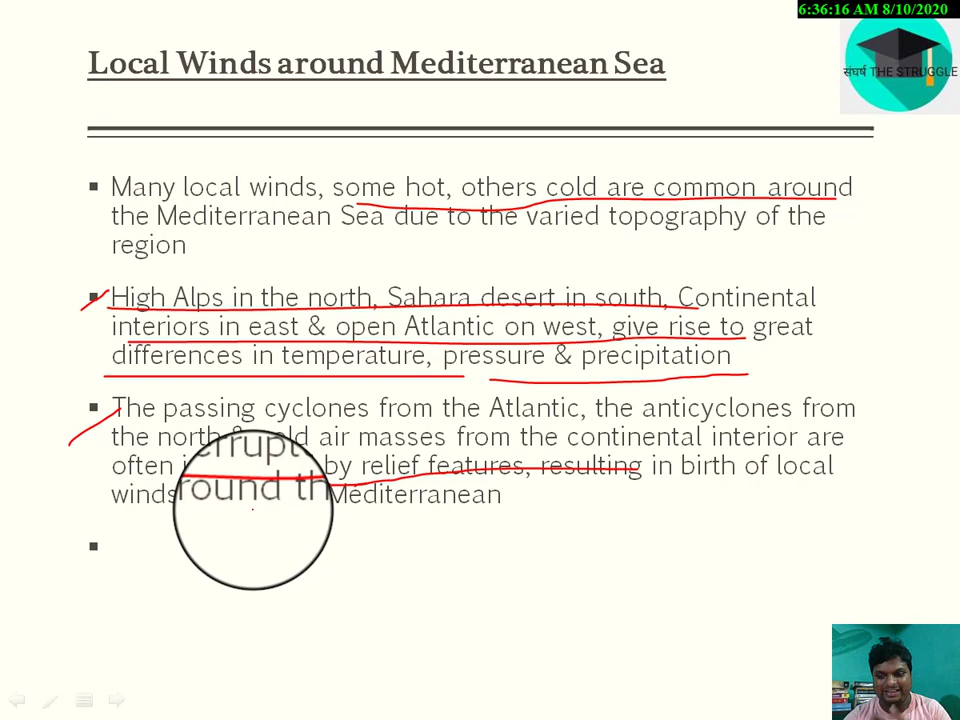 6:36:16 AM 8/10/2020
Local Winds around Mediterranean Sea
संघर्ष THE STRUGGLE
▪ Many local winds, some hot, others cold are common around
the Mediterranean Sea due to the varied topography of the
region
▪ High Alps in the north, Sahara desert in south, Continental
interiors in east & open Atlantic on west, give rise to great
differences in temperature, pressure & precipitation
▪ The passing cyclones from the Atlantic, the anticyclones from
the north air masses from the continental interior are
often by relief features, resulting in birth of local
winds round Mediterranean
▪